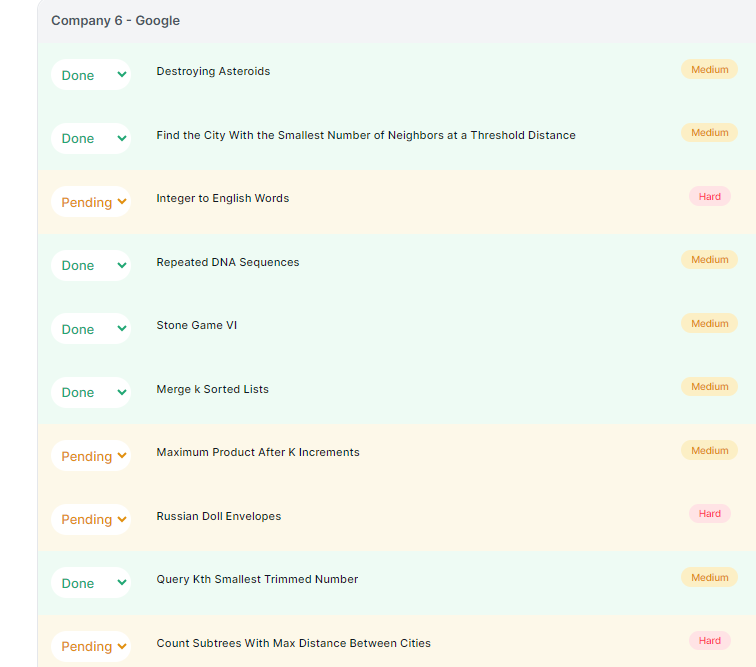 Company 6 - Google
Done Destroying Asteroids Medium
Done Find the City With the Smallest Number of Neighbors at a Threshold Distance Medium
Pending Integer to English Words Hard
Done Repeated DNA Sequences Medium
Done Stone Game VI Medium
Done Merge k Sorted Lists Medium
Pending Maximum Product After K Increments Medium
Pending Russian Doll Envelopes Hard
Done Query Kth Smallest Trimmed Number Medium
Pending Count Subtrees With Max Distance Between Cities Hard